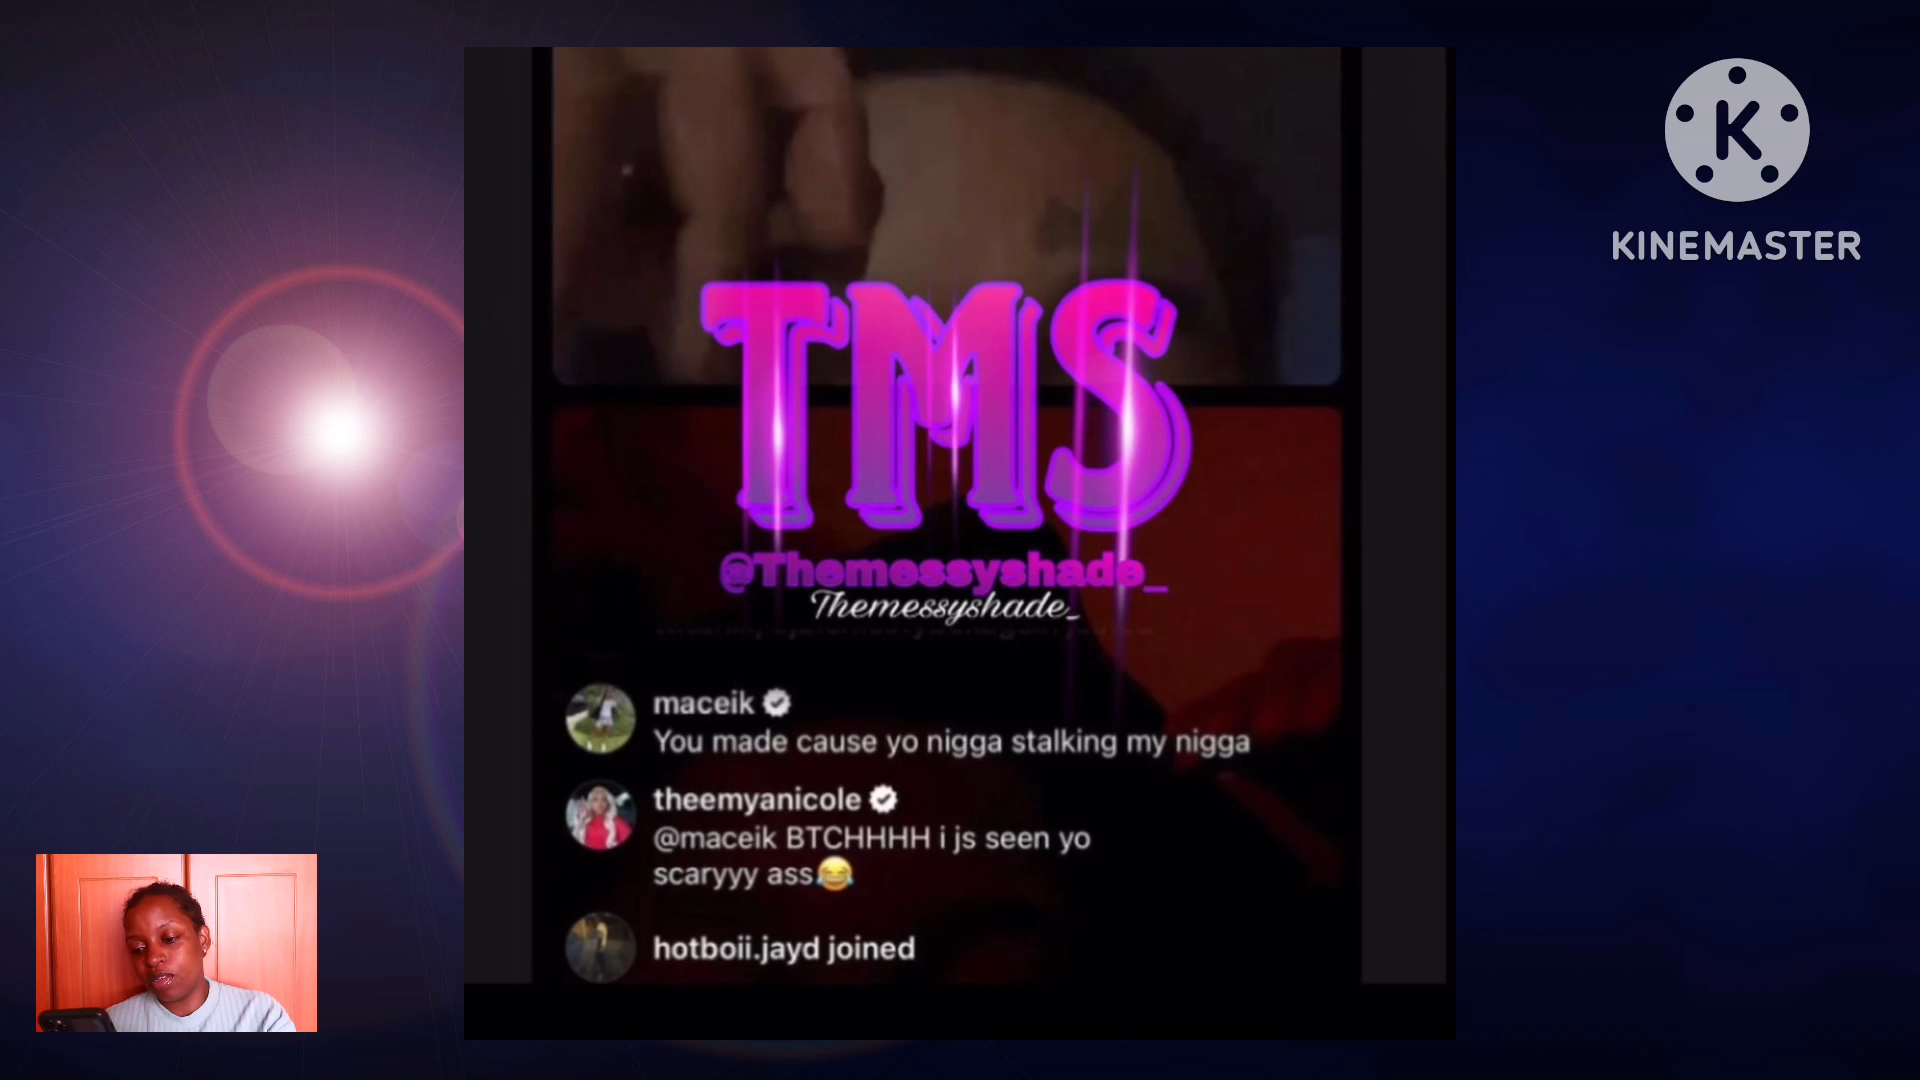 K
KINEMASTER
TMS
@Themessyshade_
Themessyshade_
maceik
You made cause yo nigga stalking my nigga
theemyanicole
@maceik BTCHHHH i js seen yo
scaryyy ass😂
hotboii.jayd joined